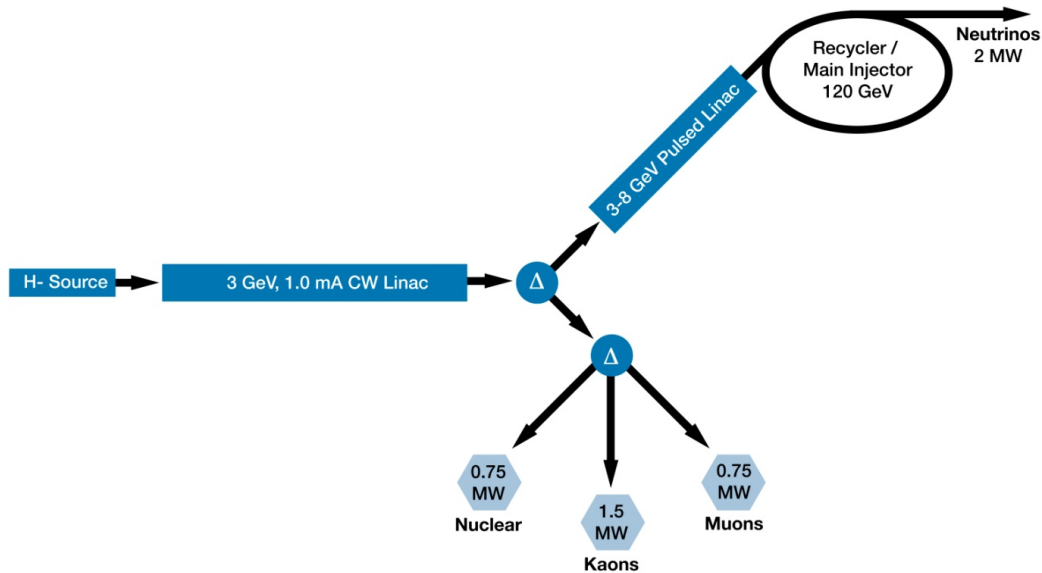 Neutrinos
2 MW
Recycler /
Main Injector
120 GeV
3-8 GeV Pulsed Linac
H- Source
3 GeV, 1.0 mA CW Linac
Δ
Δ
0.75
MW
Nuclear
1.5
MW
Kaons
0.75
MW
Muons